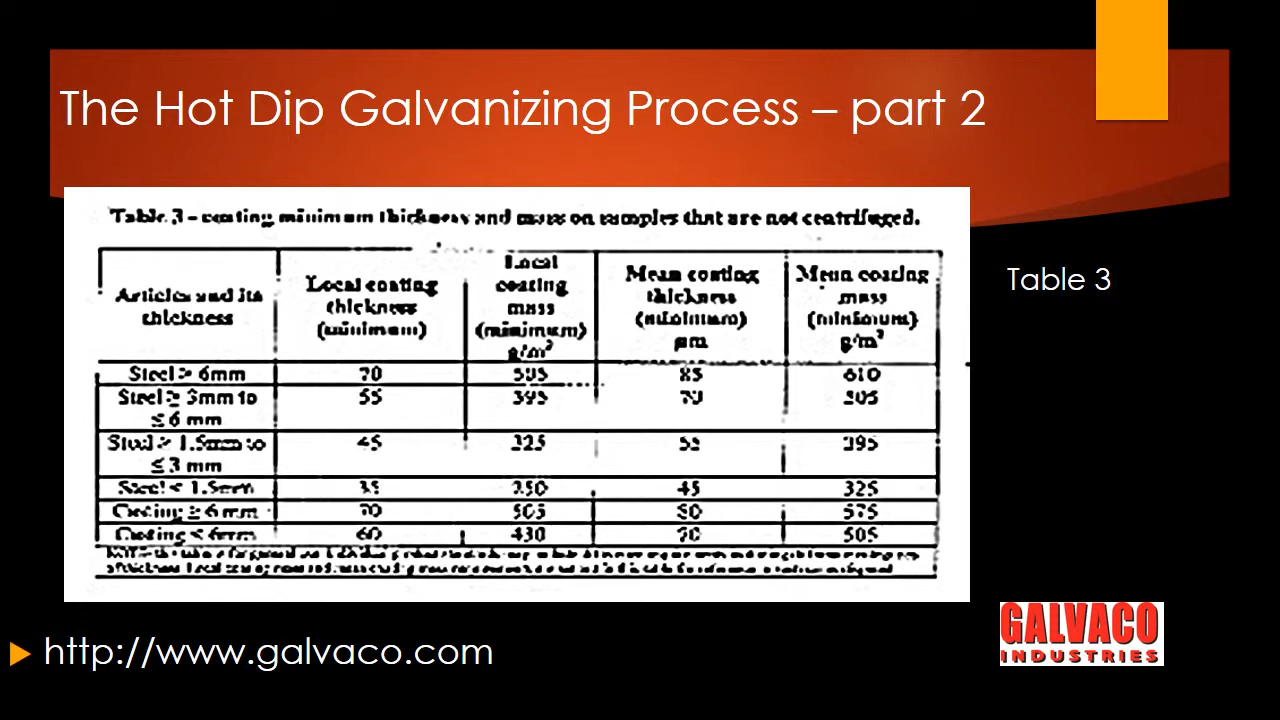 The Hot Dip Galvanizing Process – part 2
Table 3 - coating minimum thickness and mass on samples that are not centrifuged.
Articles and its thickness
Local coating thickness (minimum)
Local coating mass (minimum) g/m²
Mean coating thickness (minimum) µm
Mean coating mass (minimum) g/m²
Steel > 6mm 70 505 85 610
Steel ≥ 3mm to ≤ 6 mm 55 395 70 505
Steel > 1.5mm to ≤ 3 mm 45 325 55 395
Steel < 1.5mm 35 250 45 325
Casting ≥ 6 mm 70 505 80 575
Casting < 6mm 60 430 70 505
Table 3
http://www.galvaco.com
GALVACO
INDUSTRIES